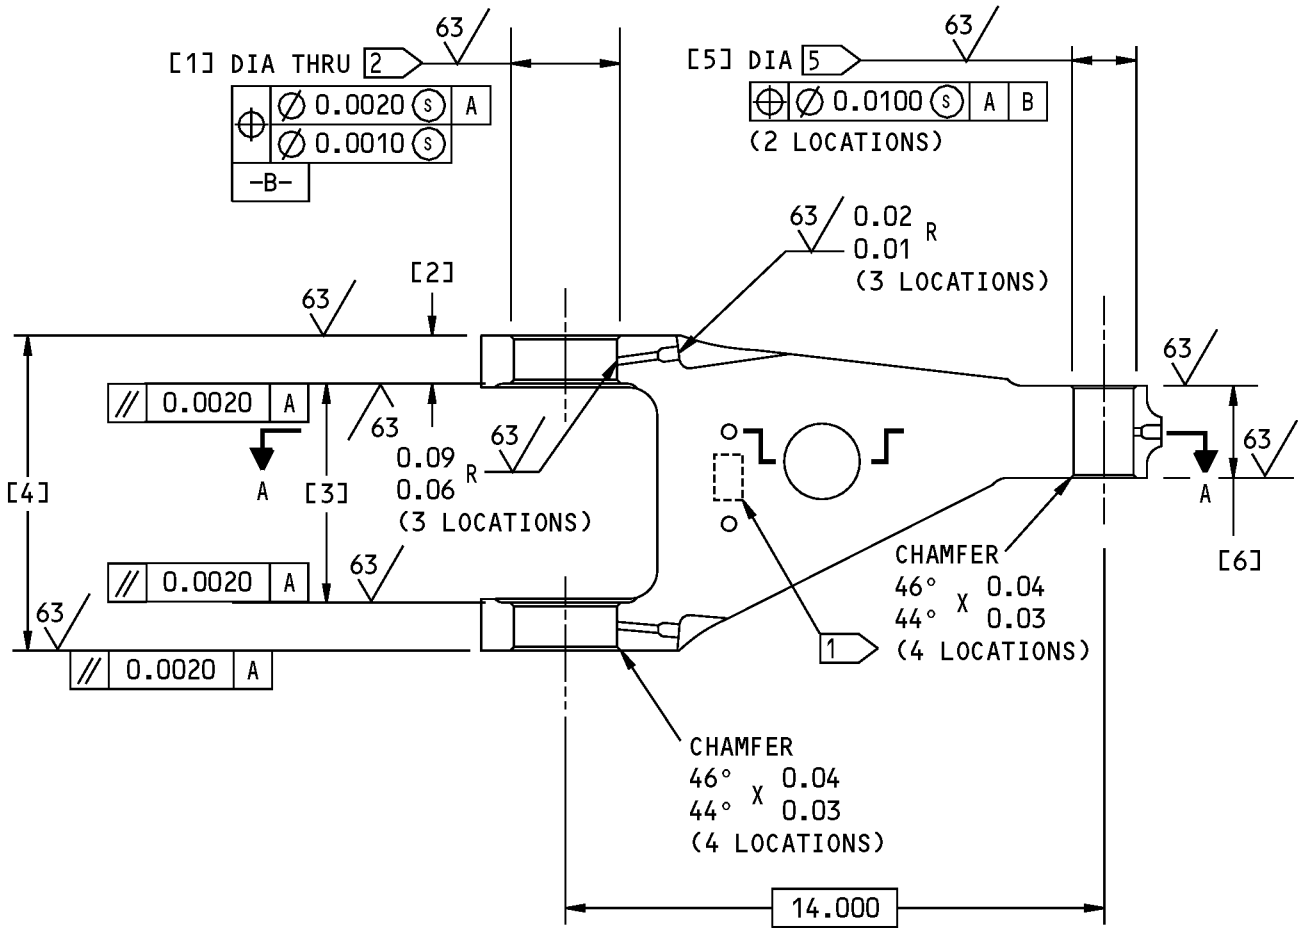 63
63
[1] DIA THRU 2
[5] DIA 5
⌖ ⌀ 0.0020 Ⓢ A
⌀ 0.0010 Ⓢ
-B-
⌖ ⌀ 0.0100 Ⓢ A B
(2 LOCATIONS)
63 0.02 R
0.01
(3 LOCATIONS)
[2]
63
63
// 0.0020 A
63
63
63
0.09 R
0.06
(3 LOCATIONS)
A
A
[4]
[3]
[6]
// 0.0020 A
63
63
// 0.0020 A
CHAMFER
46° X 0.04
44° 0.03
(4 LOCATIONS)
1
CHAMFER
46° X 0.04
44° 0.03
(4 LOCATIONS)
14.000